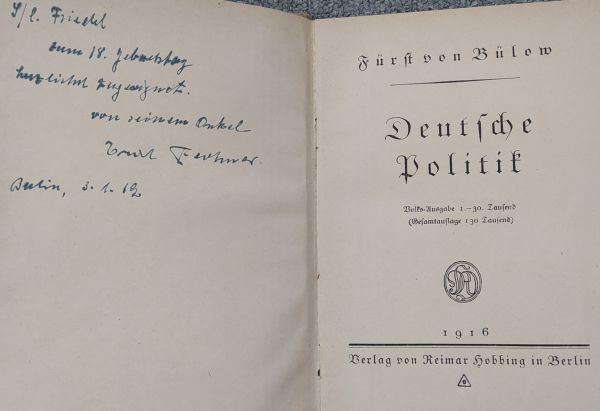 S/l. Friedel
zum 18. Geburtstag
herzlichst zugeeignet.
von seinem Onkel
Berlin, 3. 1.
Fürst von Bülow
Deutsche
Politik
Volks-Ausgabe 1.–30. Tausend
(Gesamtauflage 130 Tausend)
1916
Verlag von Reimar Hobbing in Berlin